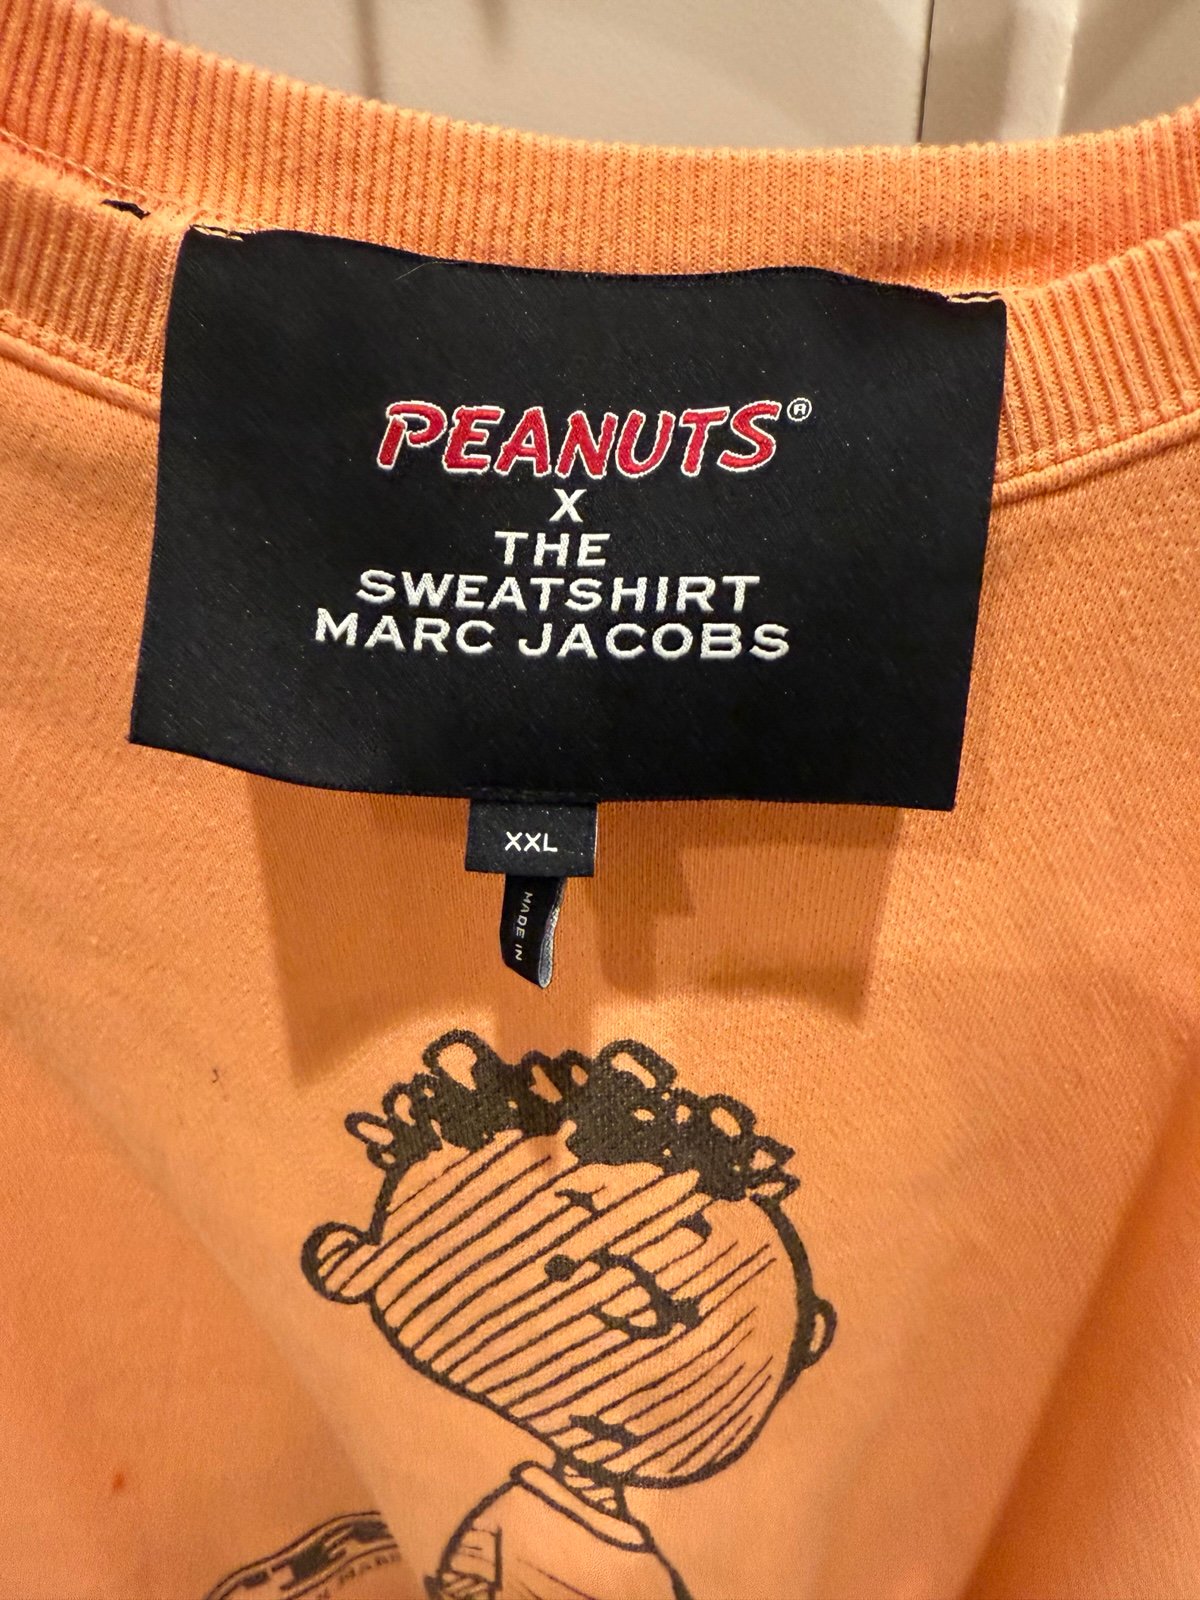 PEANUTS®
X
THE
SWEATSHIRT
MARC JACOBS
XXL
MADE IN